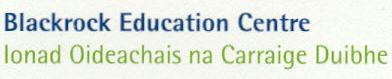 Blackrock Education Centre
Ionad Oideachais na Carraige Duibhe